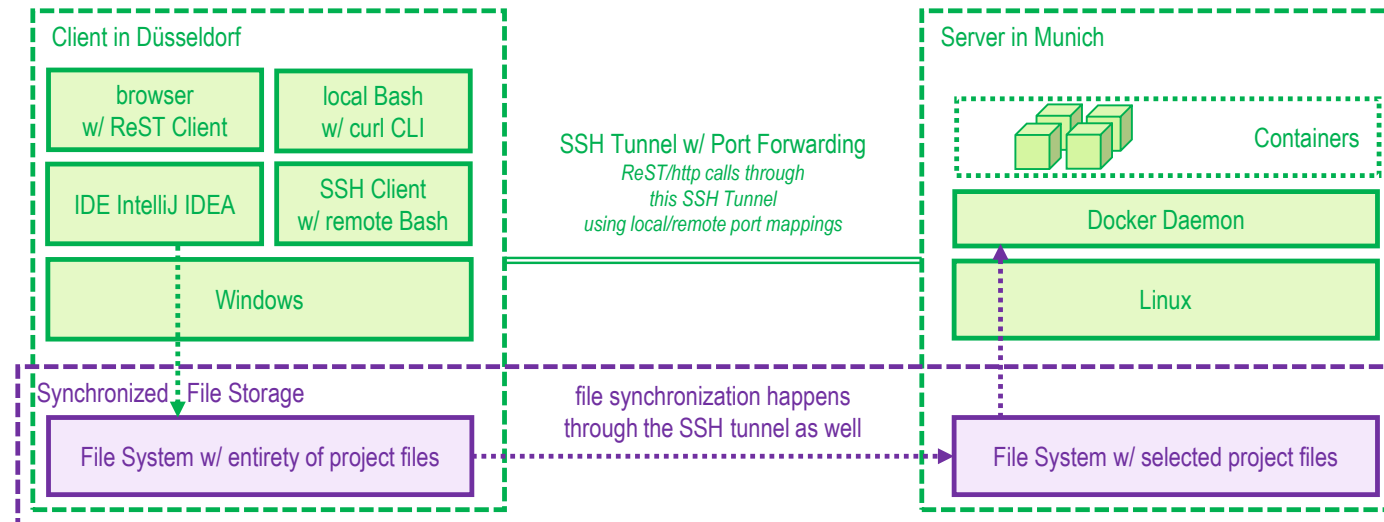 Client in Düsseldorf
browser
w/ ReST Client
local Bash
w/ curl CLI
IDE IntelliJ IDEA
SSH Client
w/ remote Bash
Windows
SSH Tunnel w/ Port Forwarding
ReST/http calls through
this SSH Tunnel
using local/remote port mappings
Server in Munich
Containers
Docker Daemon
Linux
Synchronized File Storage
File System w/ entirety of project files
file synchronization happens
through the SSH tunnel as well
File System w/ selected project files